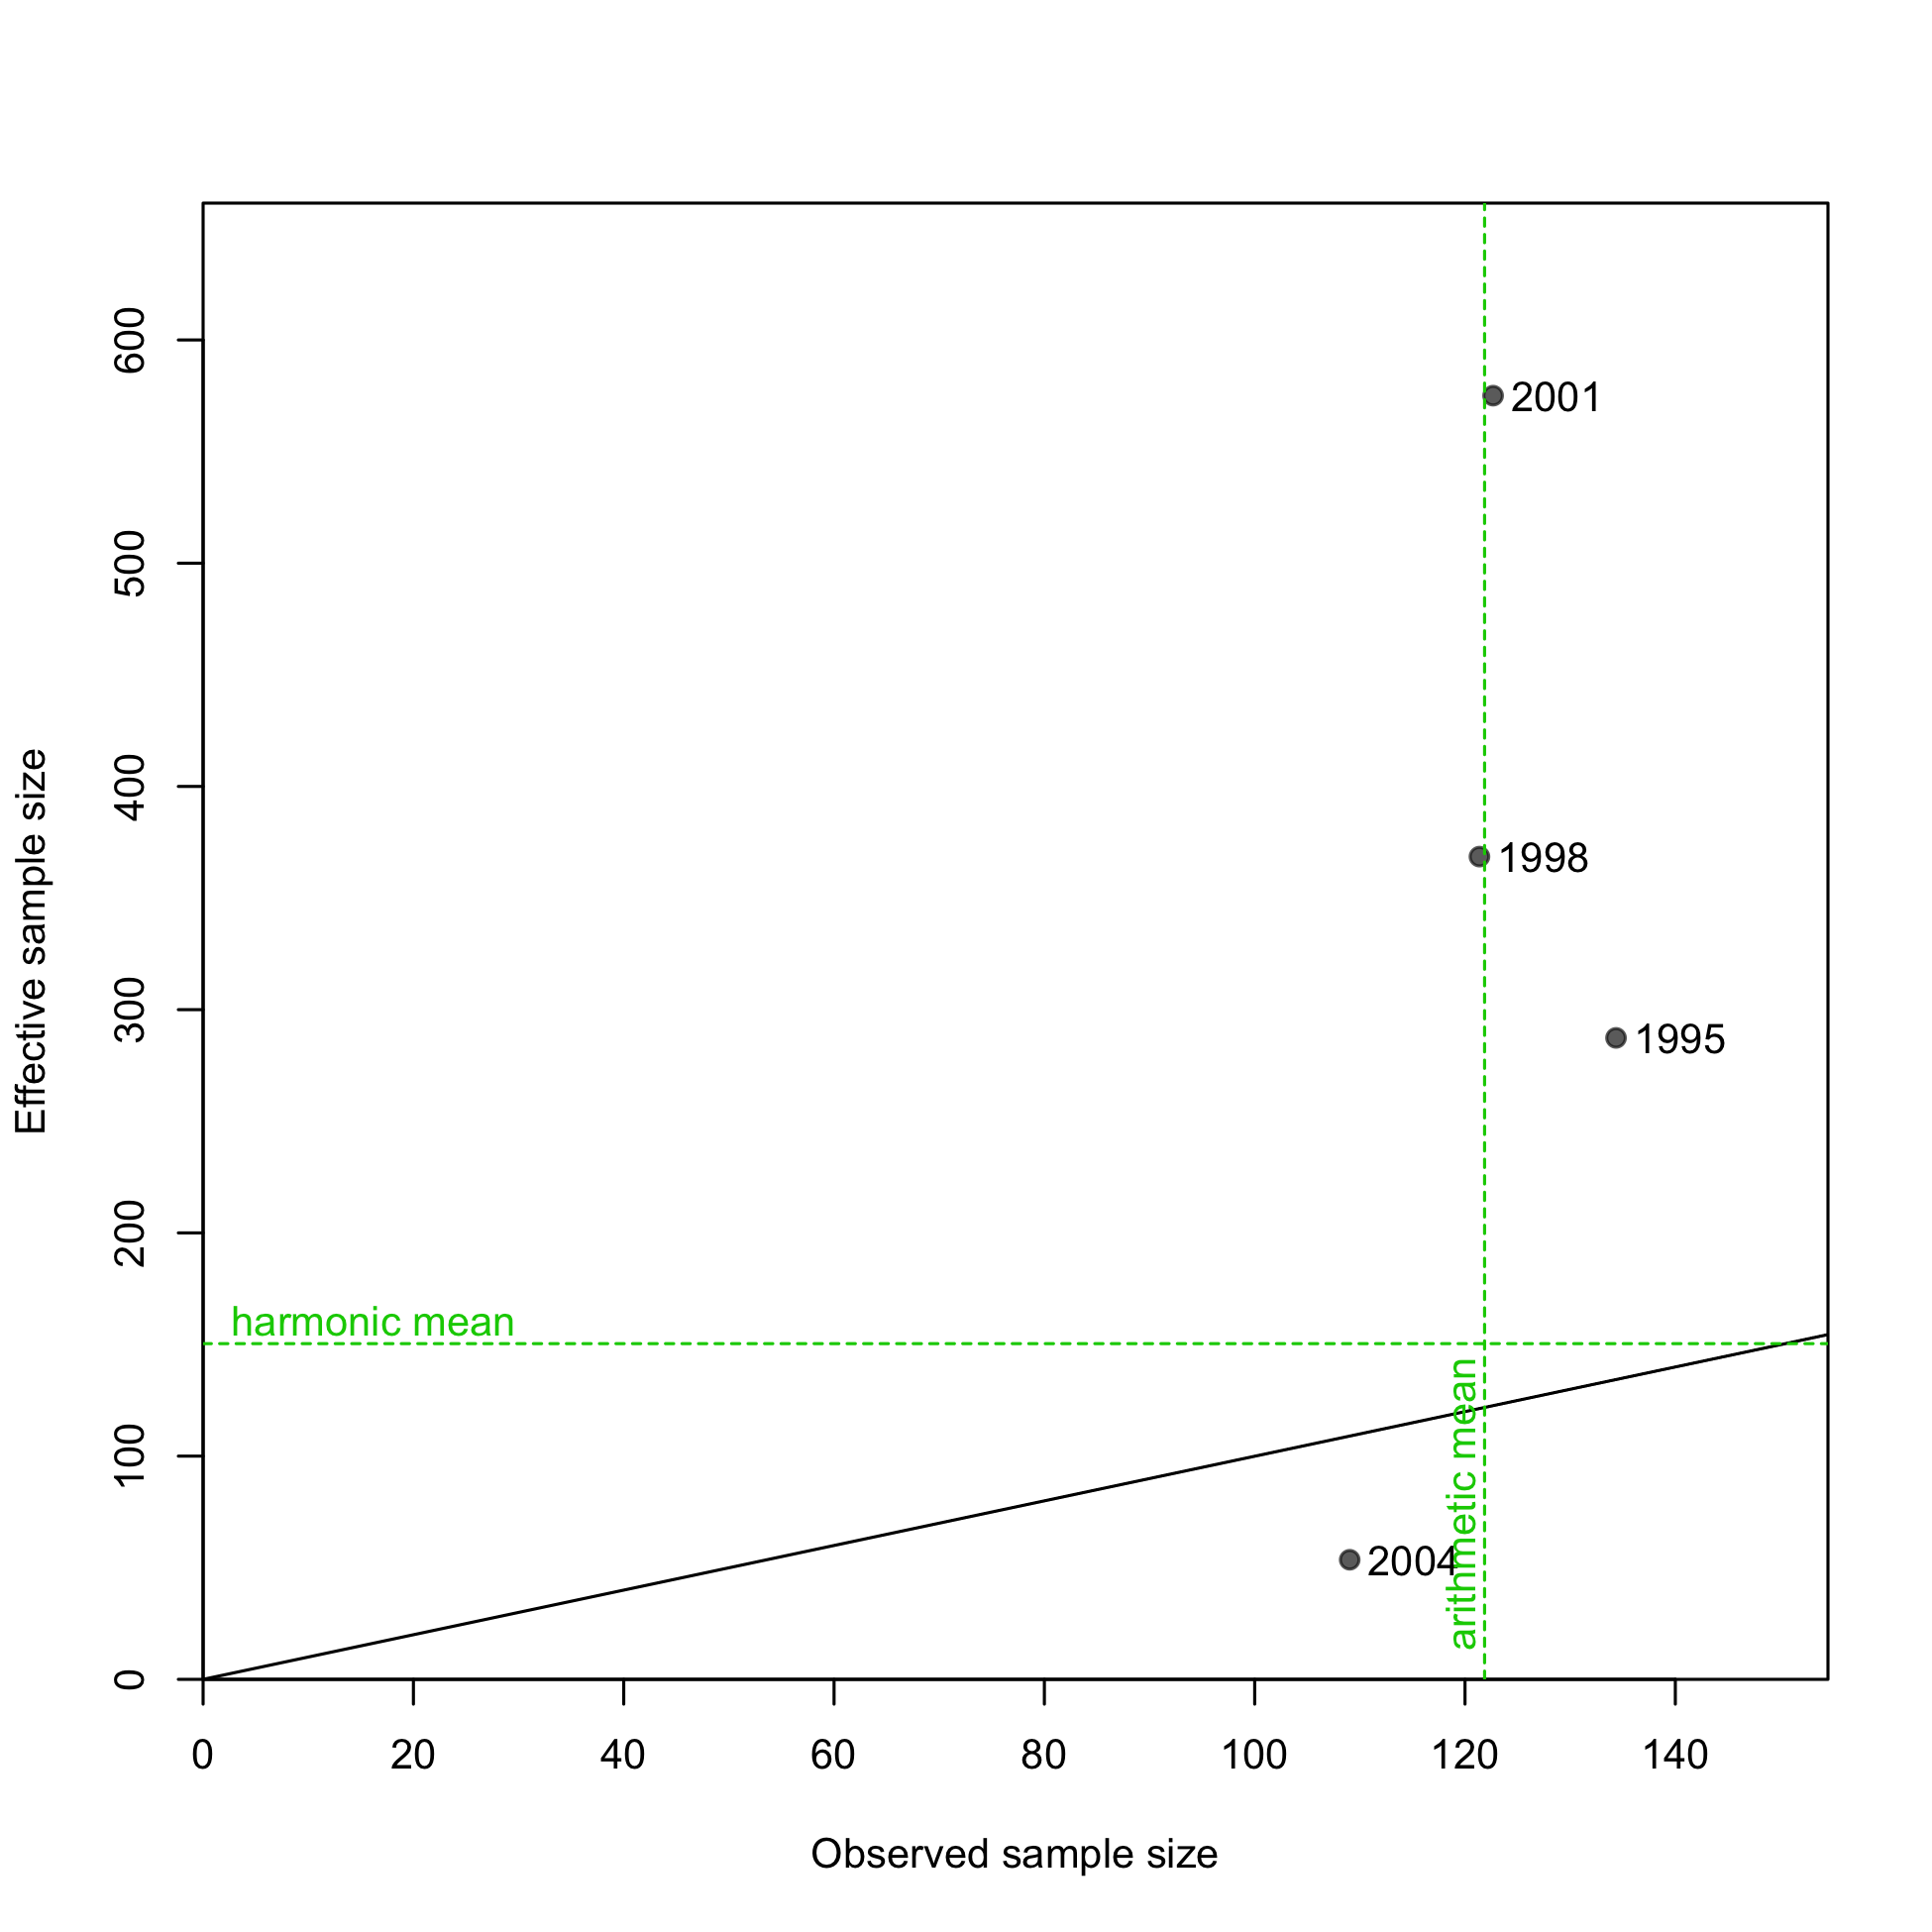 600
500
400
300
200
100
0
Effective sample size
2001
1998
1995
harmonic mean
arithmetic mean
2004
0 20 40 60 80 100 120 140
Observed sample size